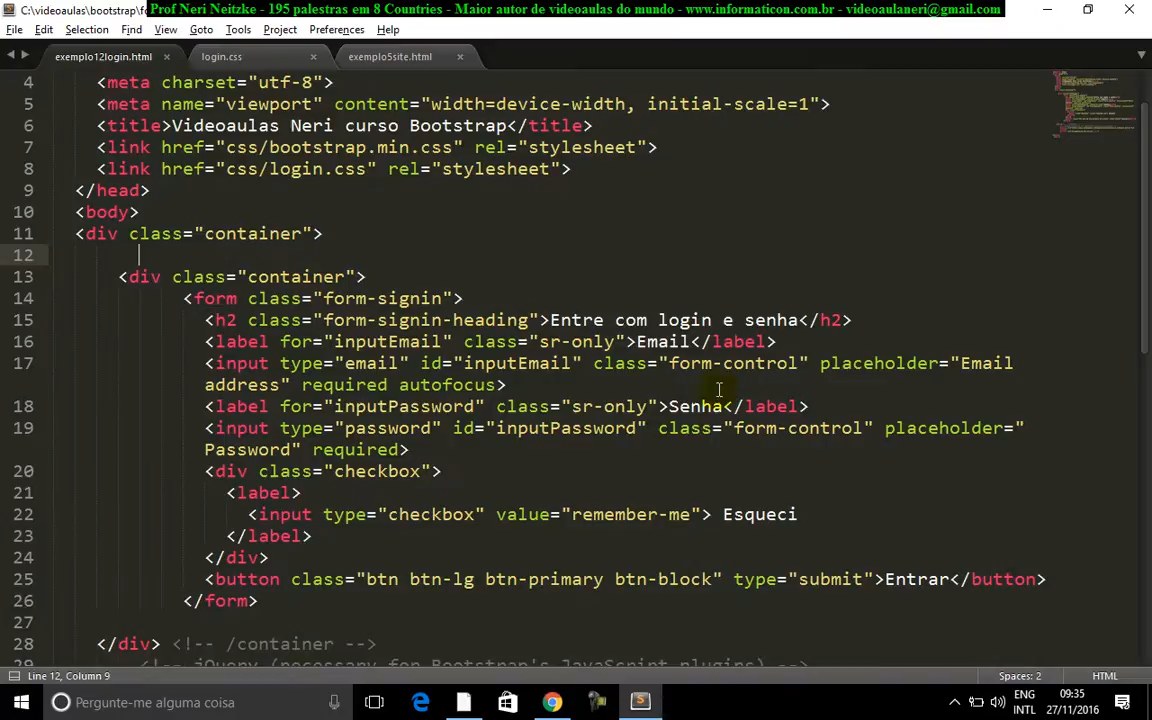 C:\videoaulas\bootstrap\fo
Prof Neri Neitzke - 195 palestras em 8 Countries - Maior autor de videoaulas do mundo - www.informaticon.com.br - videoaulaneri@gmail.com
File Edit Selection Find View Goto Tools Project Preferences Help
exemplo12login.html × login.css × exemplo5site.html ×
4 <meta charset="utf-8">
5 <meta name="viewport" content="width=device-width, initial-scale=1">
6 <title>Videoaulas Neri curso Bootstrap</title>
7 <link href="css/bootstrap.min.css" rel="stylesheet">
8 <link href="css/login.css" rel="stylesheet">
9 </head>
10 <body>
11 <div class="container">
12
13 <div class="container">
14 <form class="form-signin">
15 <h2 class="form-signin-heading">Entre com login e senha</h2>
16 <label for="inputEmail" class="sr-only">Email</label>
17 <input type="email" id="inputEmail" class="form-control" placeholder="Email
address" required autofocus>
18 <label for="inputPassword" class="sr-only">Senha</label>
19 <input type="password" id="inputPassword" class="form-control" placeholder="
Password" required>
20 <div class="checkbox">
21 <label>
22 <input type="checkbox" value="remember-me"> Esqueci
23 </label>
24 </div>
25 <button class="btn btn-lg btn-primary btn-block" type="submit">Entrar</button>
26 </form>
27
28 </div> <!-- /container -->
29 <!-- jQuery (necessary for Bootstrap's JavaScript plugins) -->
Line 12, Column 9 Spaces: 2 HTML
Pergunte-me alguma coisa
ENG 09:35
INTL 27/11/2016